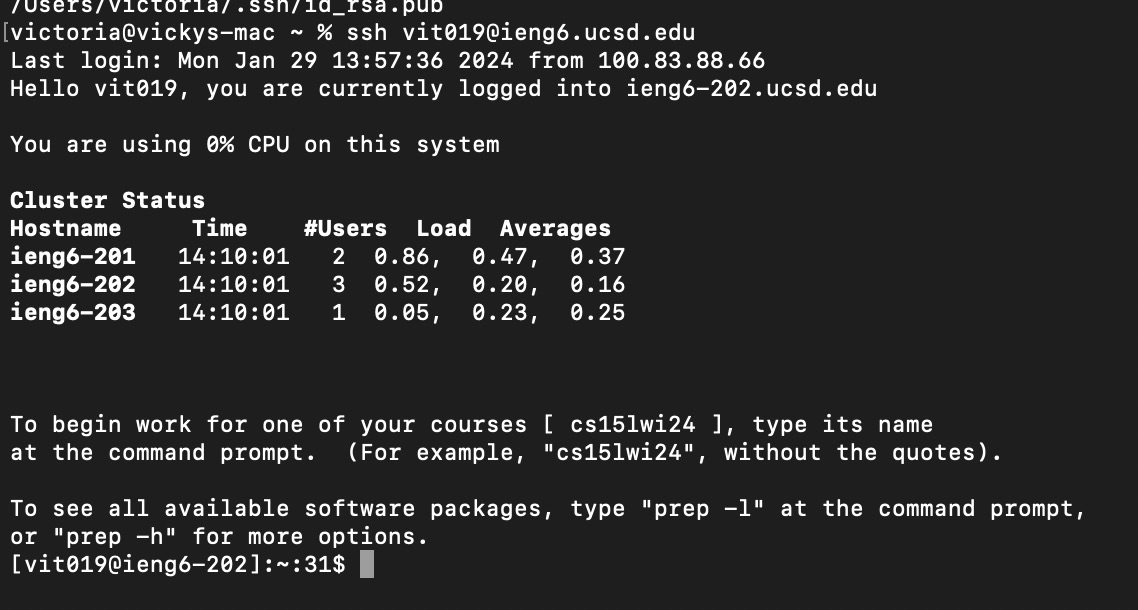 /Users/victoria/.ssh/id_rsa.pub
[victoria@vickys-mac ~ % ssh vit019@ieng6.ucsd.edu
Last login: Mon Jan 29 13:57:36 2024 from 100.83.88.66
Hello vit019, you are currently logged into ieng6-202.ucsd.edu

You are using 0% CPU on this system

Cluster Status
Hostname     Time    #Users  Load  Averages
ieng6-201   14:10:01   2  0.86,  0.47,  0.37
ieng6-202   14:10:01   3  0.52,  0.20,  0.16
ieng6-203   14:10:01   1  0.05,  0.23,  0.25

To begin work for one of your courses [ cs15lwi24 ], type its name
at the command prompt.  (For example, "cs15lwi24", without the quotes).

To see all available software packages, type "prep -l" at the command prompt,
or "prep -h" for more options.
[vit019@ieng6-202]:~:31$